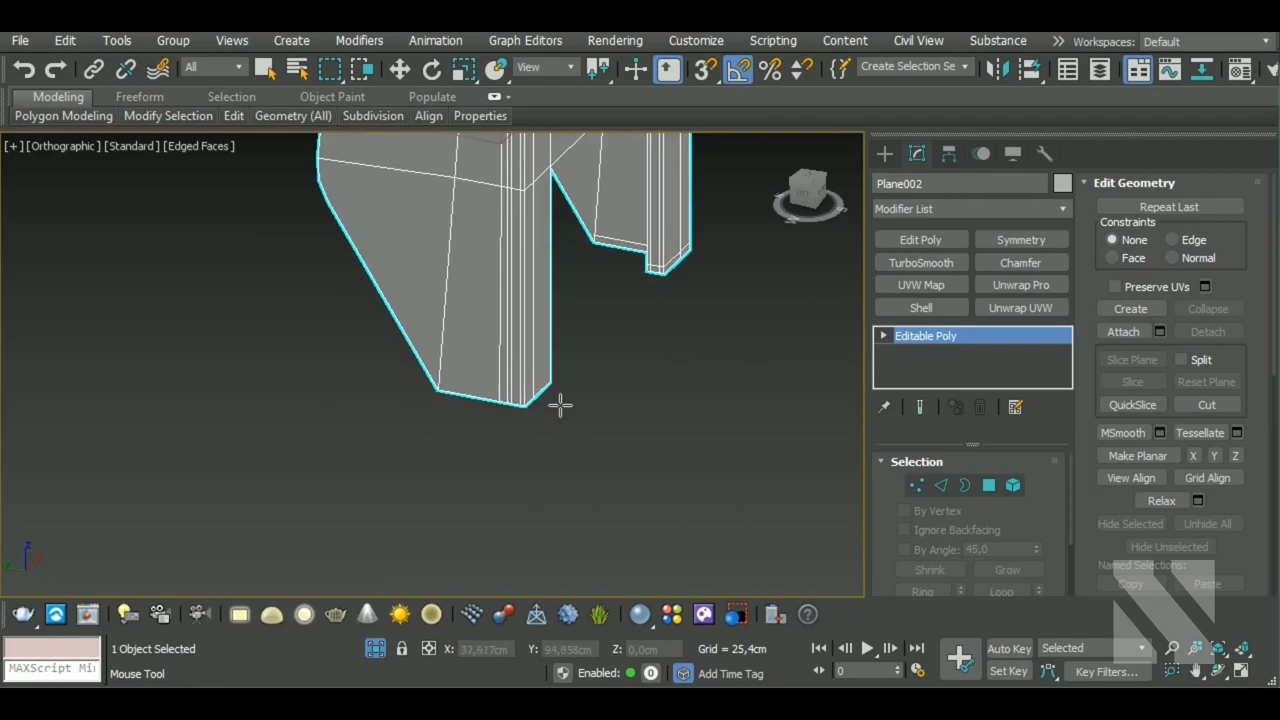 File Edit Tools Group Views Create Modifiers Animation Graph Editors Rendering Customize Scripting Content Civil View Substance Workspaces: Default
All View 3 Create Selection Se
Modeling Freeform Selection Object Paint Populate
Polygon Modeling Modify Selection Edit Geometry (All) Subdivision Align Properties
[+] [Orthographic] [Standard] [Edged Faces]
Plane002
Modifier List
Edit Poly Symmetry
TurboSmooth Chamfer
UVW Map Unwrap Pro
Shell Unwrap UVW
Editable Poly
Selection
By Vertex
Ignore Backfacing
By Angle: 45,0
Shrink Grow
Ring Loop
Edit Geometry
Repeat Last
Constraints
None Edge
Face Normal
Preserve UVs
Create Collapse
Attach Detach
Slice Plane Split
Slice Reset Plane
QuickSlice Cut
MSmooth Tessellate
Make Planar X Y Z
View Align Grid Align
Relax
Hide Selected Unhide All
Hide Unselected
Named Selections:
Copy Paste
1 Object Selected X: 32,617cm Y: 94,858cm Z: 0,0cm Grid = 25,4cm Auto Key Selected
MAXScript Mi
Mouse Tool Enabled: 0 Add Time Tag 0 Set Key Key Filters...